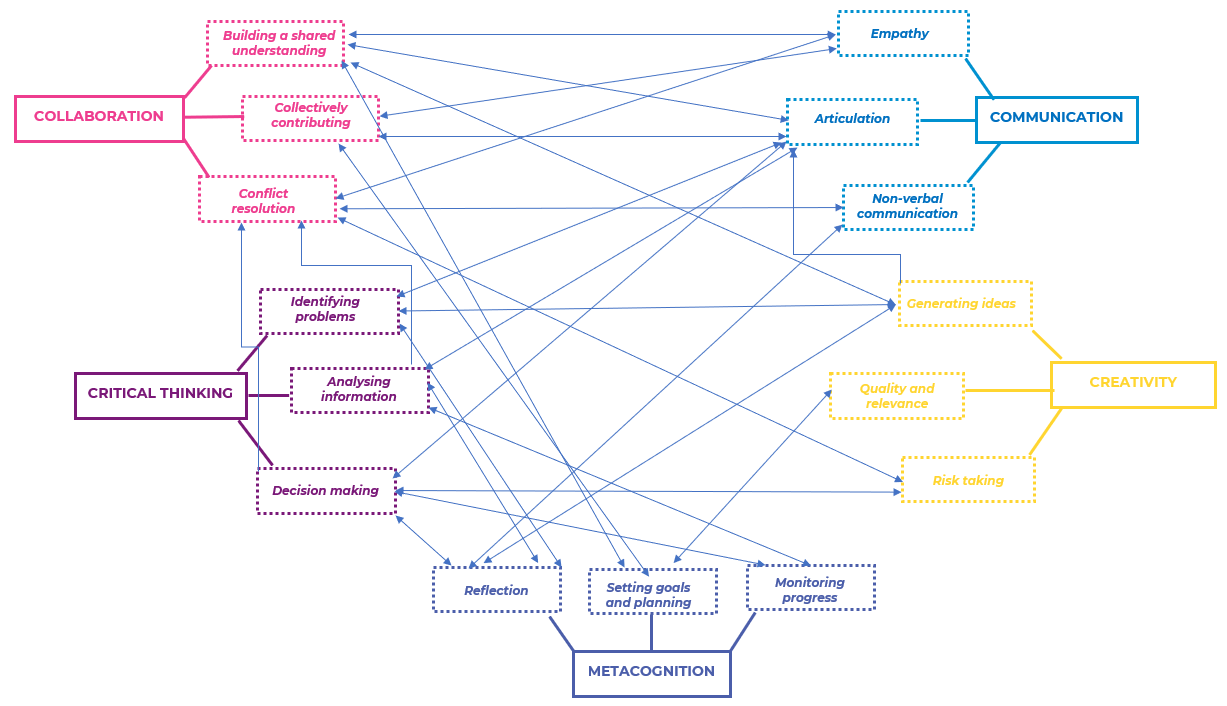 Building a shared
understanding
Empathy
COLLABORATION
Collectively
contributing
Articulation
COMMUNICATION
Conflict
resolution
Non-verbal
communication
Identifying
problems
Generating ideas
CRITICAL THINKING
Analysing
information
Quality and
relevance
CREATIVITY
Decision making
Risk taking
Reflection
Setting goals
and planning
Monitoring
progress
METACOGNITION